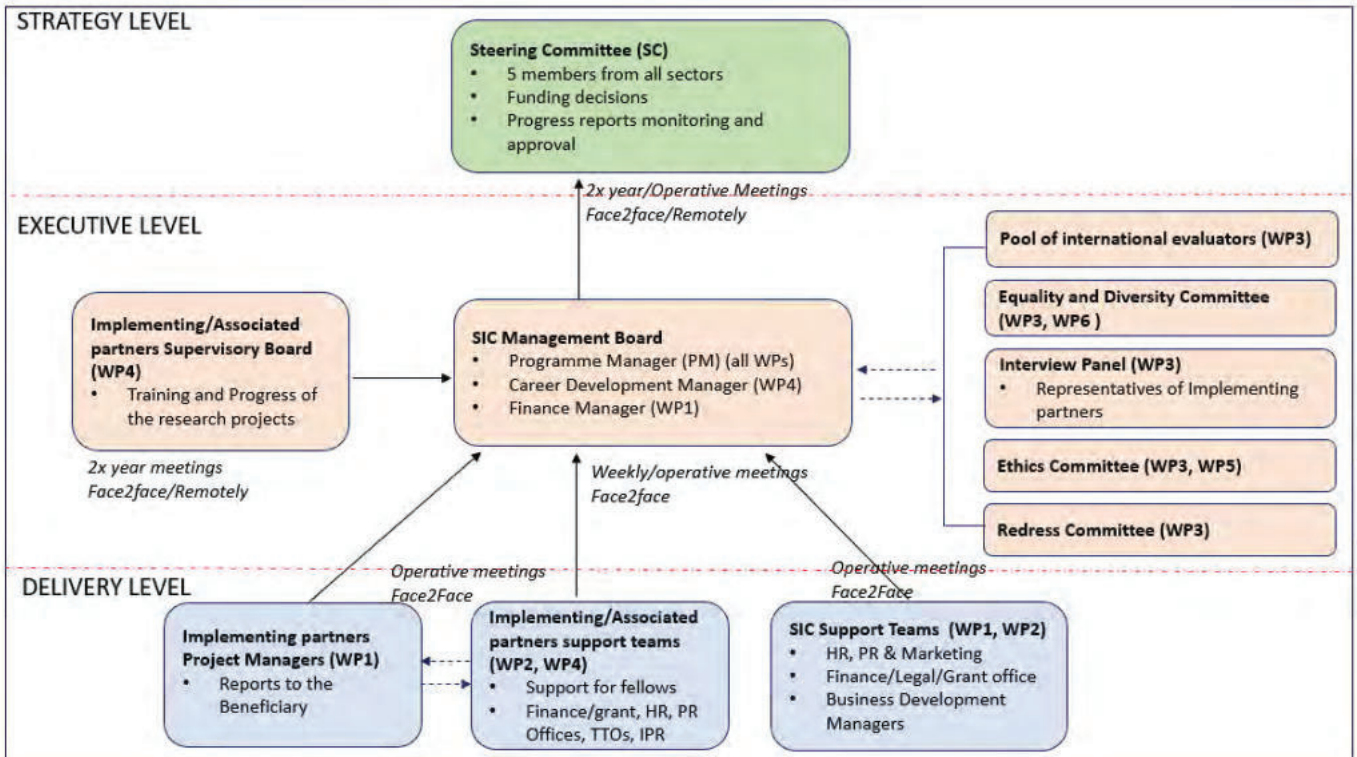 STRATEGY LEVEL
Steering Committee (SC)
• 5 members from all sectors
• Funding decisions
• Progress reports monitoring and
approval
2x year/Operative Meetings
Face2face/Remotely
EXECUTIVE LEVEL
Implementing/Associated
partners Supervisory Board
(WP4)
• Training and Progress of
the research projects
2x year meetings
Face2face/Remotely
SIC Management Board
• Programme Manager (PM) (all WPs)
• Career Development Manager (WP4)
• Finance Manager (WP1)
Weekly/operative meetings
Face2face
Pool of international evaluators (WP3)
Equality and Diversity Committee
(WP3, WP6 )
Interview Panel (WP3)
• Representatives of Implementing
partners
Ethics Committee (WP3, WP5)
Redress Committee (WP3)
DELIVERY LEVEL
Operative meetings
Face2Face
Operative meetings
Face2Face
Implementing partners
Project Managers (WP1)
• Reports to the
Beneficiary
Implementing/Associated
partners support teams
(WP2, WP4)
• Support for fellows
• Finance/grant, HR, PR
Offices, TTOs, IPR
SIC Support Teams (WP1, WP2)
• HR, PR & Marketing
• Finance/Legal/Grant office
• Business Development
Managers